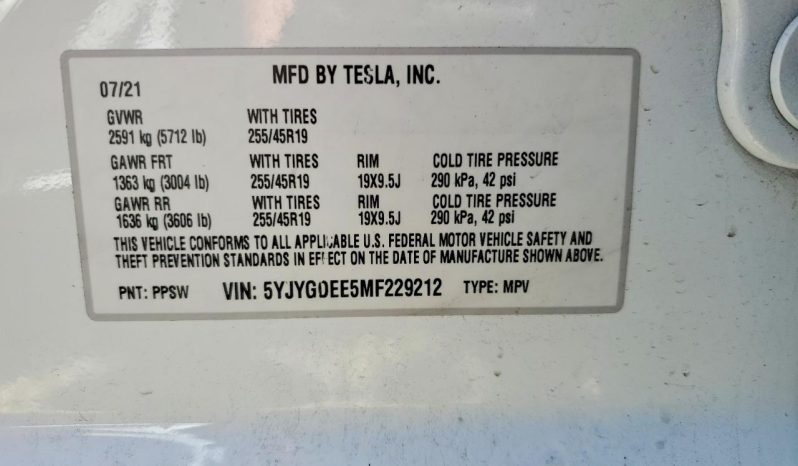 MFD BY TESLA, INC.
07/21
GVWR WITH TIRES
2591 kg (5712 lb) 255/45R19
GAWR FRT WITH TIRES RIM COLD TIRE PRESSURE
1363 kg (3004 lb) 255/45R19 19X9.5J 290 kPa, 42 psi
GAWR RR WITH TIRES RIM COLD TIRE PRESSURE
1636 kg (3606 lb) 255/45R19 19X9.5J 290 kPa, 42 psi
THIS VEHICLE CONFORMS TO ALL APPLICABLE U.S. FEDERAL MOTOR VEHICLE SAFETY AND
THEFT PREVENTION STANDARDS IN EFFECT ON THE DATE OF MANUFACTURE SHOWN ABOVE.
PNT: PPSW VIN: 5YJYGDEE5MF229212 TYPE: MPV